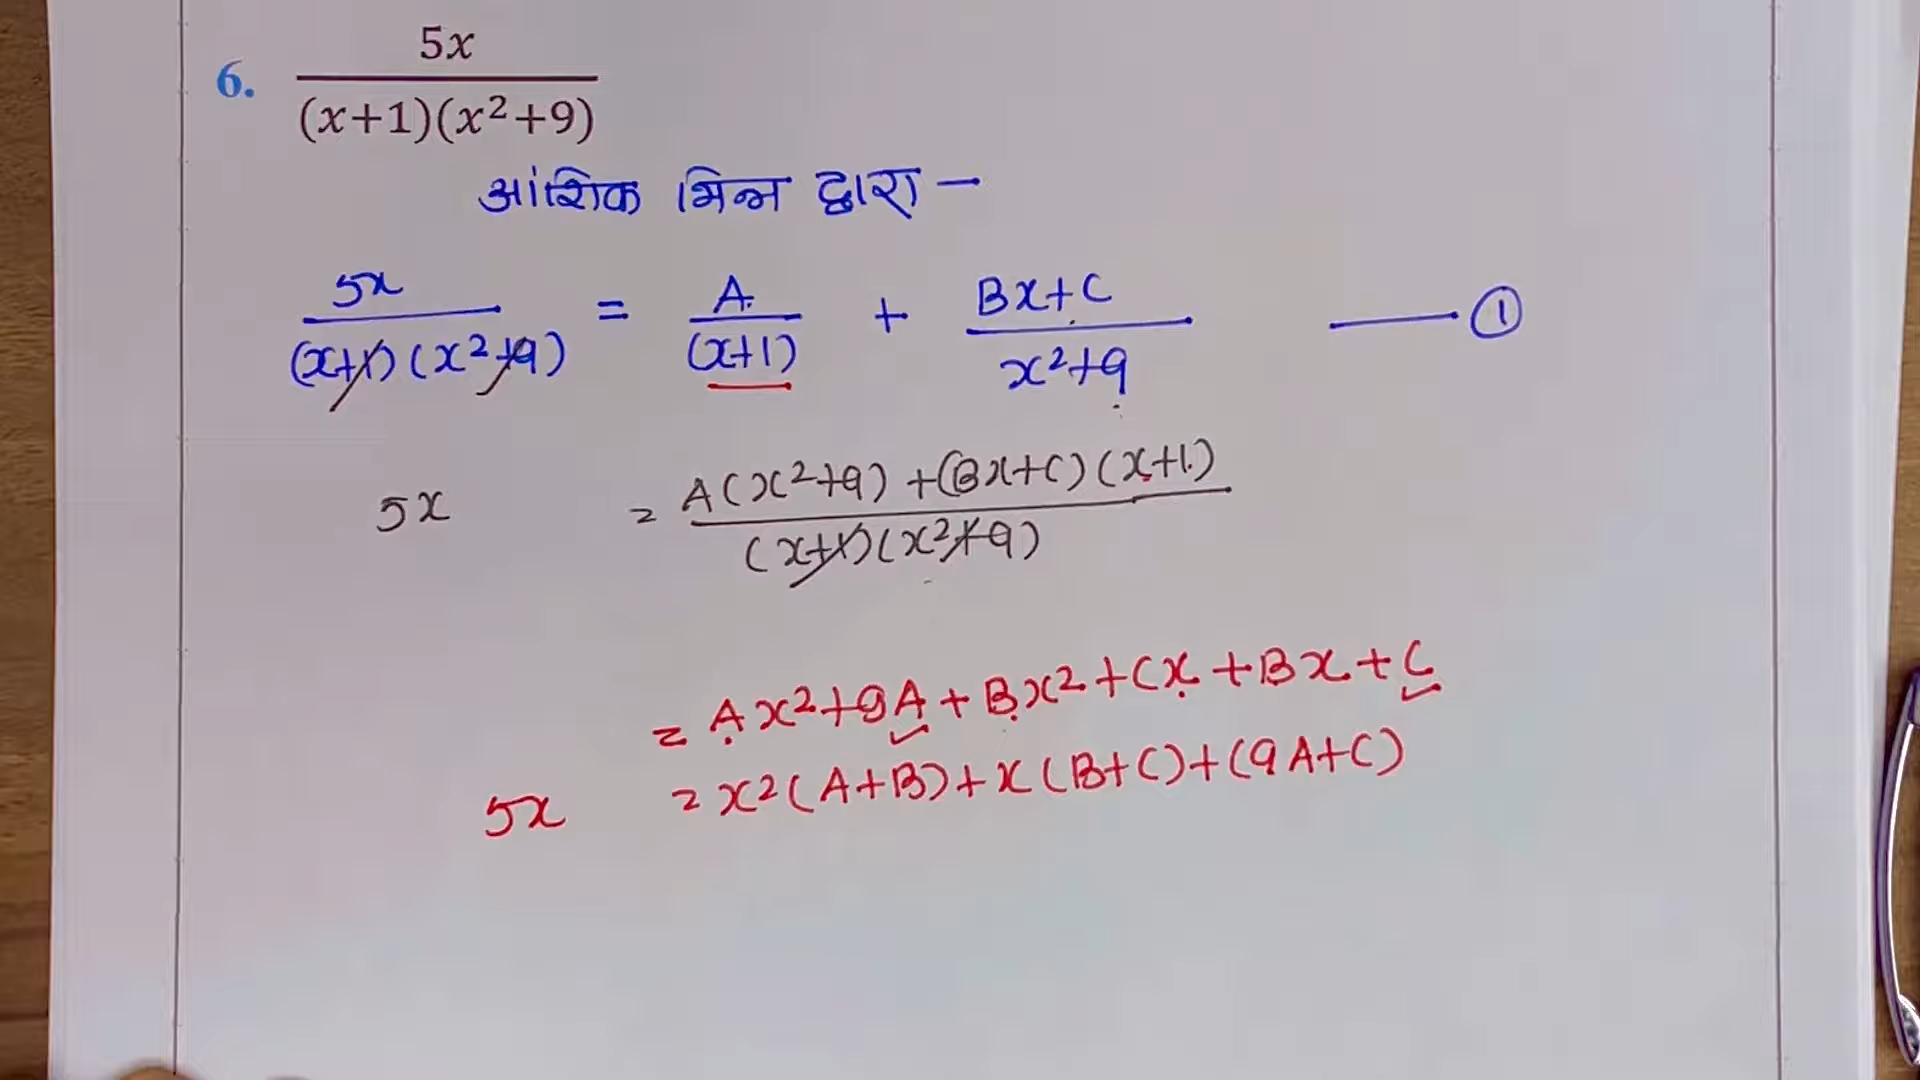 6. 5x
(x+1)(x²+9)
आंशिक भिन्न द्वारा –
5x/(x+1)(x²+9) = A/(x+1) + Bx+C/x²+9 —— ①
5x = A(x²+9) + (Bx+C)(x+1)
(x+1)(x²+9)
= Ax²+9A+Bx²+Cx+Bx+C
5x = x²(A+B)+x(B+C)+(9A+C)